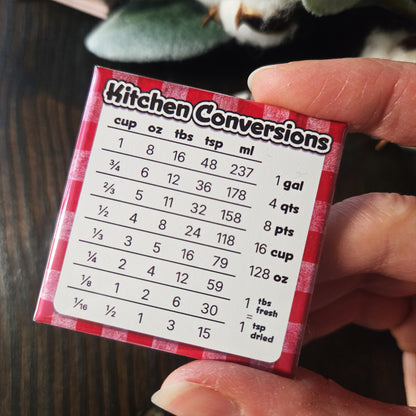 Kitchen Conversions
cup oz tbs tsp ml
1 8 16 48 237
¾ 6 12 36 178
⅔ 5 11 32 158
½ 4 8 24 118
⅓ 3 5 16 79
¼ 2 4 12 59
⅛ 1 2 6 30
1/16 ½ 1 3 15
1 gal
4 qts
8 pts
16 cup
128 oz
1 tbs
fresh
=
1 tsp
dried